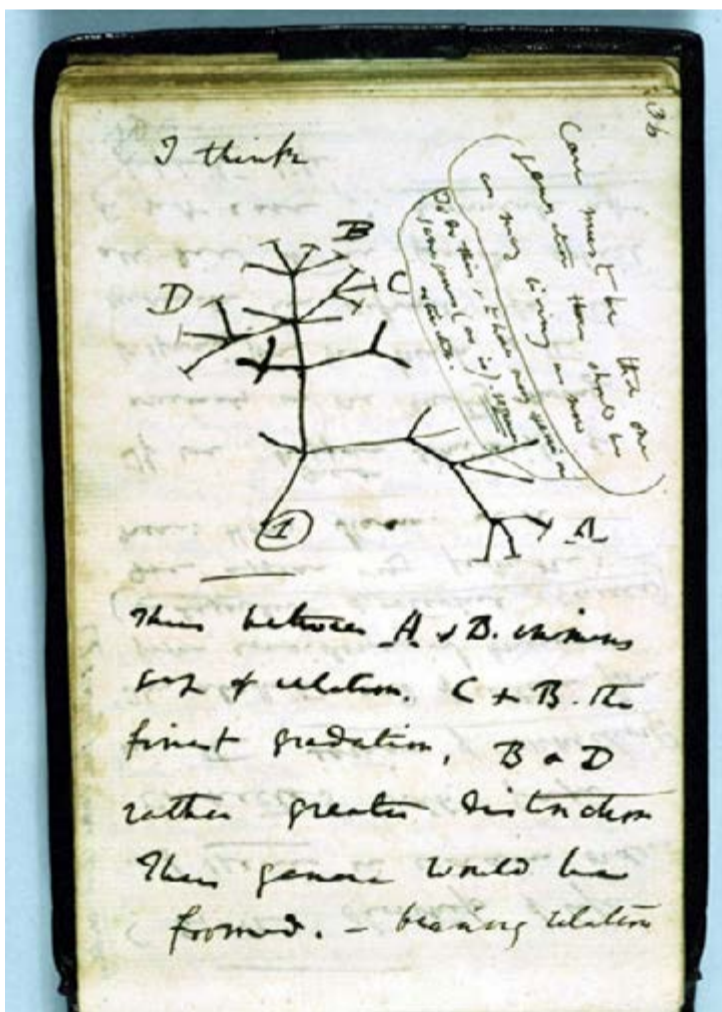 36
I think
Case must be that one
generation then should be
as many living as now
To do this & to have many species in
same genus (as is). requires
extinction.
B
C
D
A
1
Thus between A & B. immense
gap of relation. C & B. the
finest gradation, B & D
rather greater distinction
Thus genera would be
formed. — bearing relation